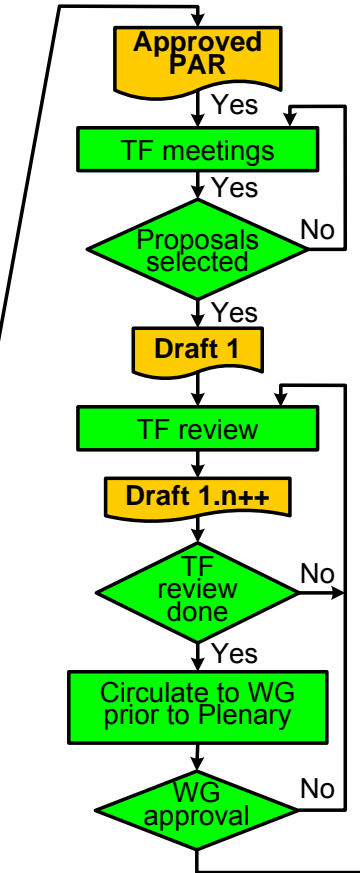 Approved
PAR
Yes
TF meetings
Yes
Proposals
selected
No
Yes
Draft 1
TF review
Draft 1.n++
TF
review
done
No
Yes
Circulate to WG
prior to Plenary
WG
approval
No